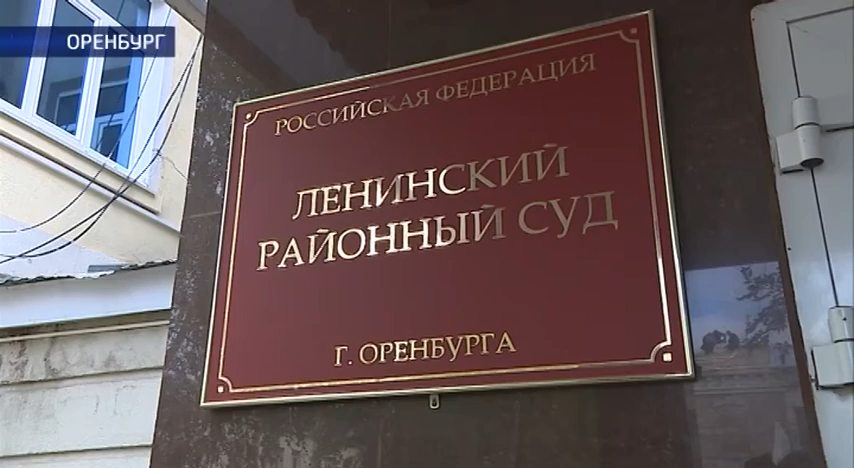 ОРЕНБУРГ
РОССИЙСКАЯ ФЕДЕРАЦИЯ
ЛЕНИНСКИЙ
РАЙОННЫЙ СУД
Г. ОРЕНБУРГА